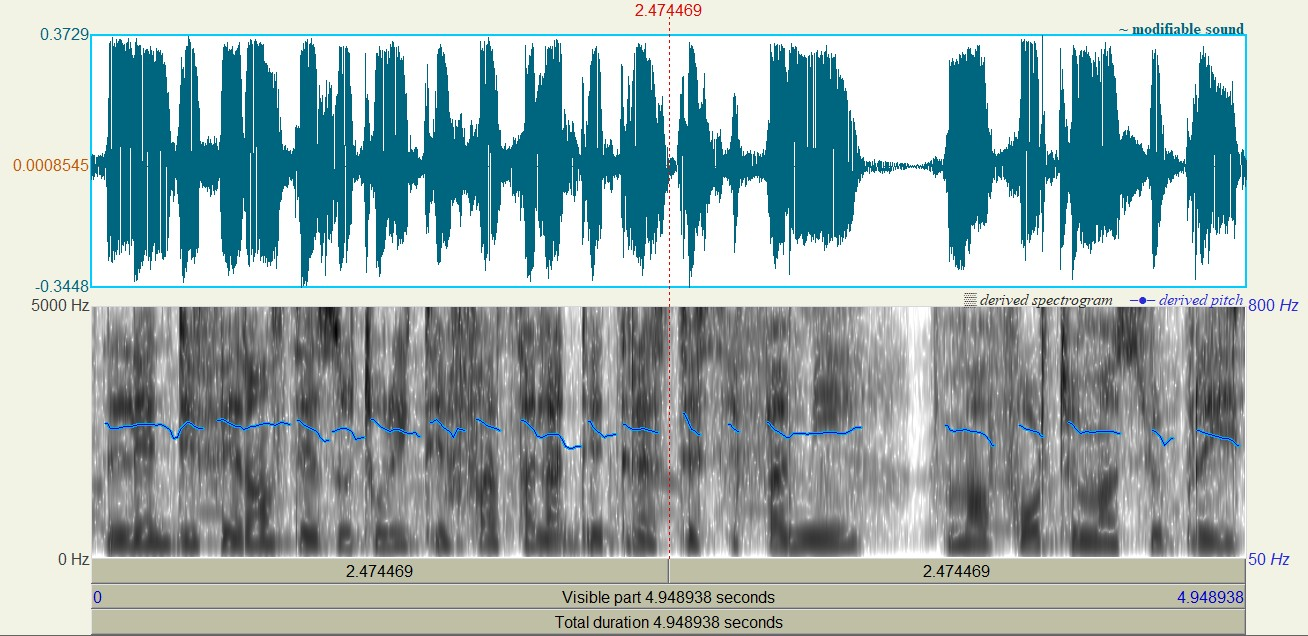 2.474469
0.3729
~ modifiable sound
0.0008545
-0.3448
5000 Hz
derived spectrogram
derived pitch
800 Hz
0 Hz
50 Hz
2.474469
2.474469
0
Visible part 4.948938 seconds
4.948938
Total duration 4.948938 seconds